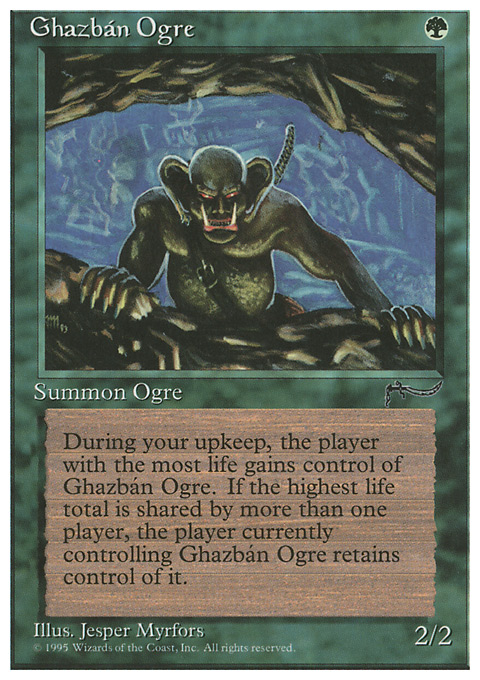 Ghazbán Ogre
Summon Ogre
During your upkeep, the player
with the most life gains control of
Ghazbán Ogre. If the highest life
total is shared by more than one
player, the player currently
controlling Ghazbán Ogre retains
control of it.
Illus. Jesper Myrfors
2/2
© 1995 Wizards of the Coast, Inc. All rights reserved.